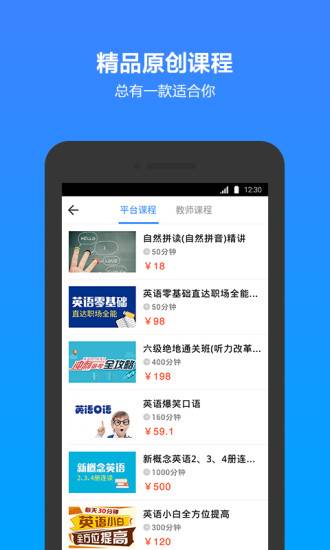 精品原创课程
总有一款适合你
12:30
平台课程
教师课程
HELLO
自然拼读(自然拼音)精讲
50分钟
￥18
英语零基础
直达职场全能
英语零基础直达职场全能...
50分钟
￥98
全攻略
六级绝地通关班(听力改革...
400分钟
￥198
英语口语
英语爆笑口语
160分钟
￥59.1
新概念英语
2.3.4册连读
新概念英语2、3、4册连...
1000分钟
￥500
每天30分钟
英语小白
全方位提高
英语小白全方位提高
300分钟
￥120